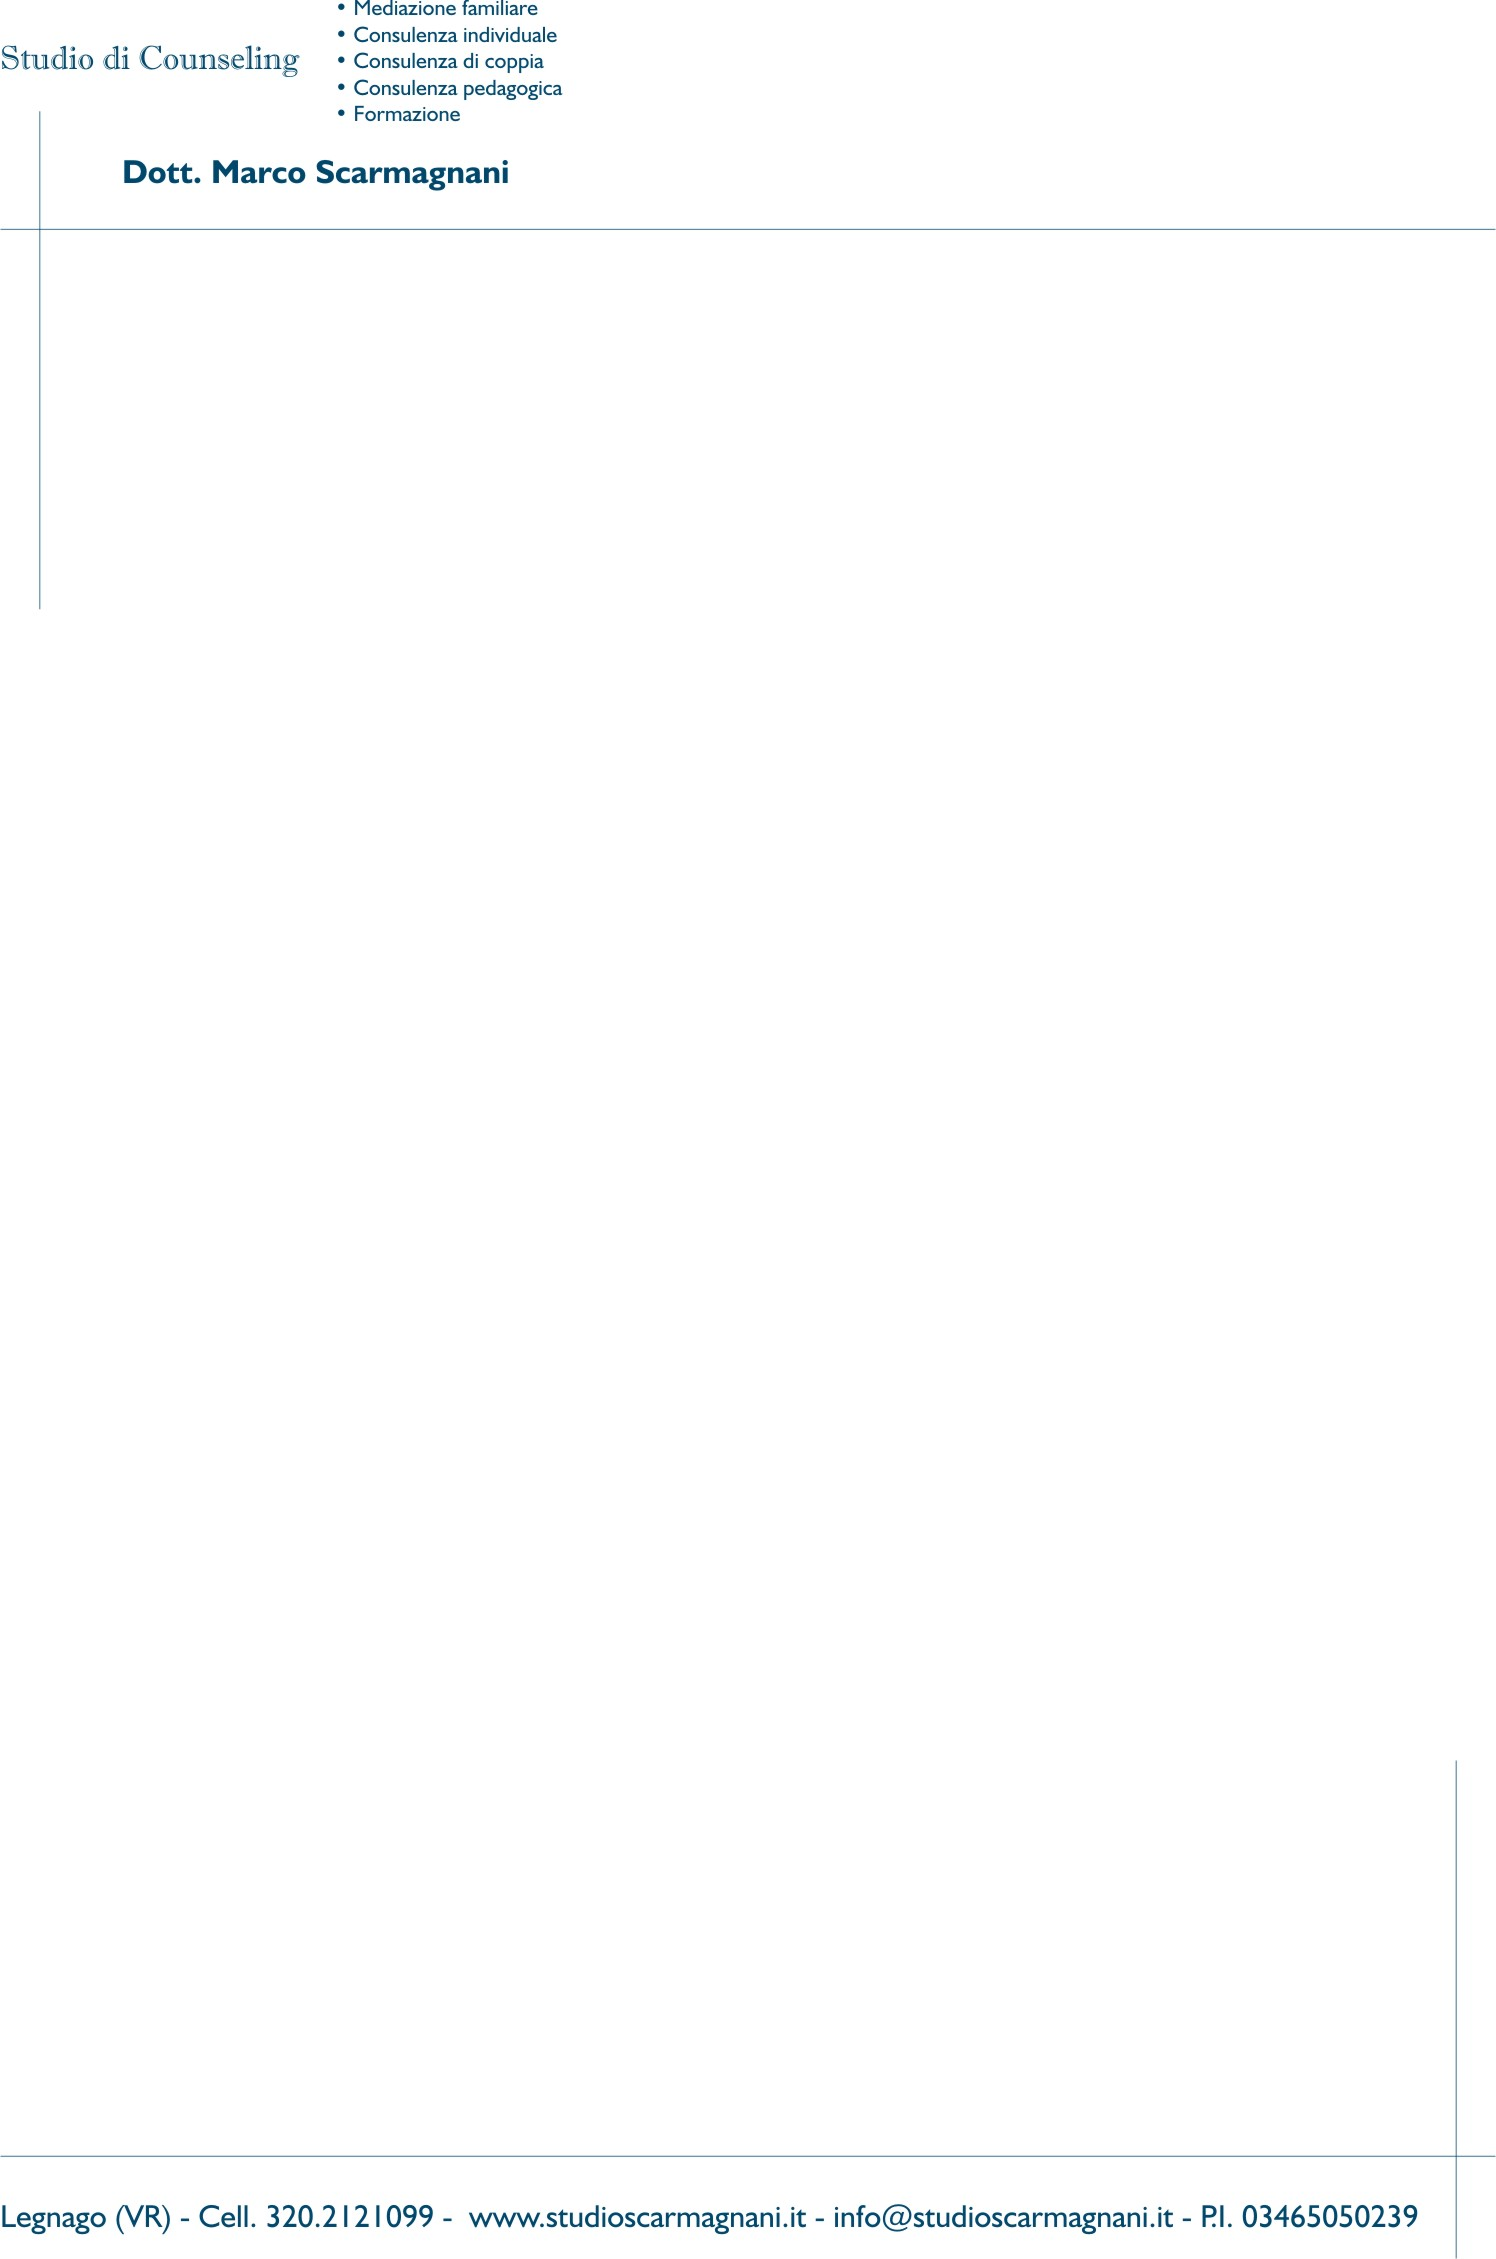 Studio di Counseling
• Mediazione familiare
• Consulenza individuale
• Consulenza di coppia
• Consulenza pedagogica
• Formazione
Dott. Marco Scarmagnani
Legnago (VR) - Cell. 320.2121099 - www.studioscarmagnani.it - info@studioscarmagnani.it - P.I. 03465050239